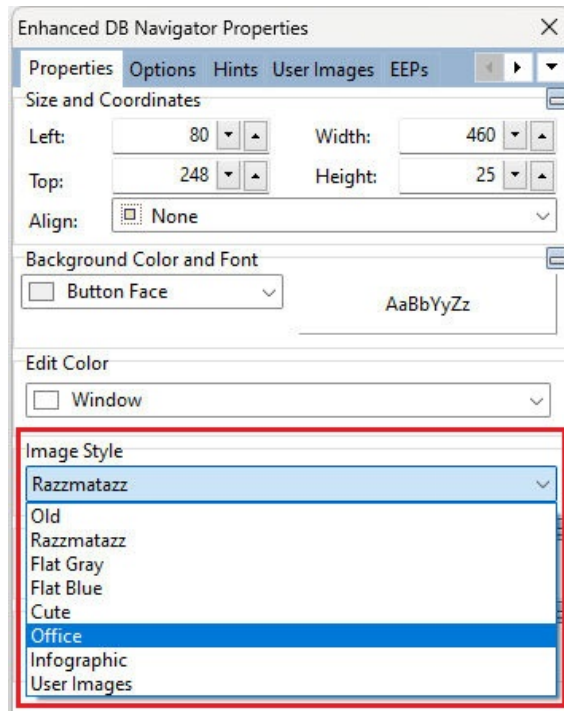 Enhanced DB Navigator Properties
Properties Options Hints User Images EEPs
Size and Coordinates
Left: 80 Width: 460
Top: 248 Height: 25
Align: None
Background Color and Font
Button Face AaBbYyZz
Edit Color
Window
Image Style
Razzmatazz
Old
Razzmatazz
Flat Gray
Flat Blue
Cute
Office
Infographic
User Images